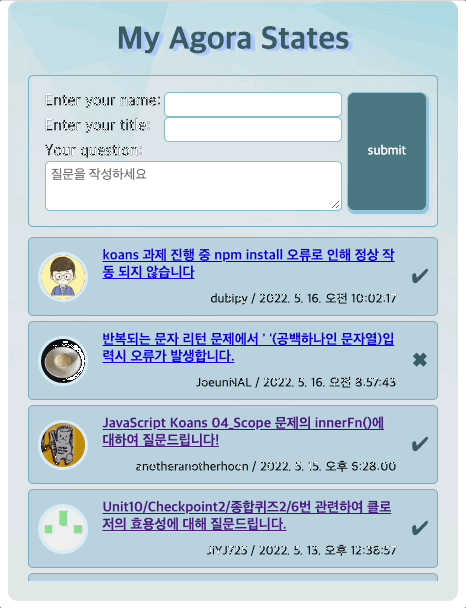 My Agora States
Enter your name:
Enter your title:
Your question:
질문을 작성하세요
submit
koans 과제 진행 중 npm install 오류로 인해 정상 작
동 되지 않습니다
dubipy / 2022. 5. 16. 오전 10:02:17
반복되는 문자 리턴 문제에서 ' '(공백하나인 문자열)입
력시 오류가 발생합니다.
JoeunNAL / 2022. 5. 16. 오전 8:57:43
JavaScript Koans 04_Scope 문제의 innerFn()에
대하여 질문드립니다!
anotheranotherhoon / 2022. 5. 15. 오후 5:28:00
Unit10/Checkpoint2/종합퀴즈2/6번 관련하여 클로
저의 효용성에 대해 질문드립니다.
JIYJ725 / 2022. 5. 13. 오후 12:38:57